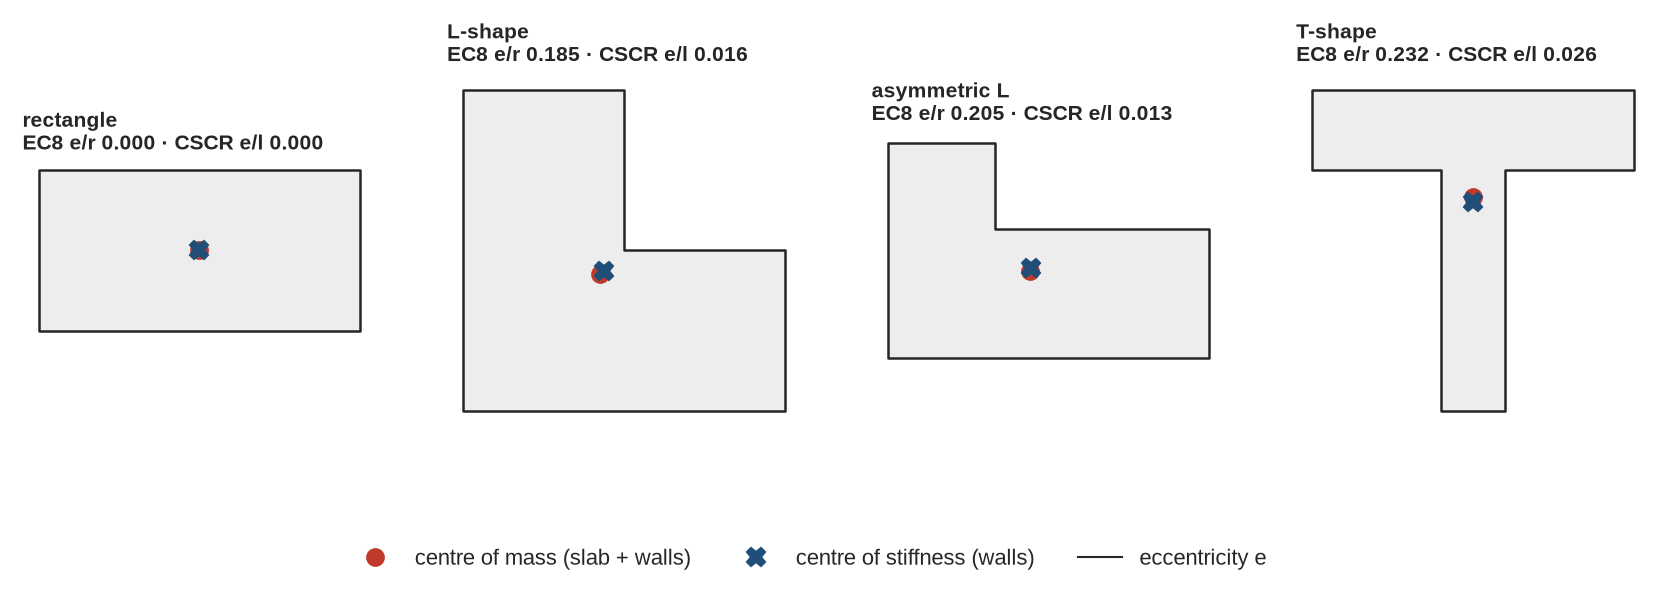 rectangle
EC8 e/r 0.000 · CSCR e/l 0.000
L-shape
EC8 e/r 0.185 · CSCR e/l 0.016
asymmetric L
EC8 e/r 0.205 · CSCR e/l 0.013
T-shape
EC8 e/r 0.232 · CSCR e/l 0.026
centre of mass (slab + walls)
centre of stiffness (walls)
eccentricity e